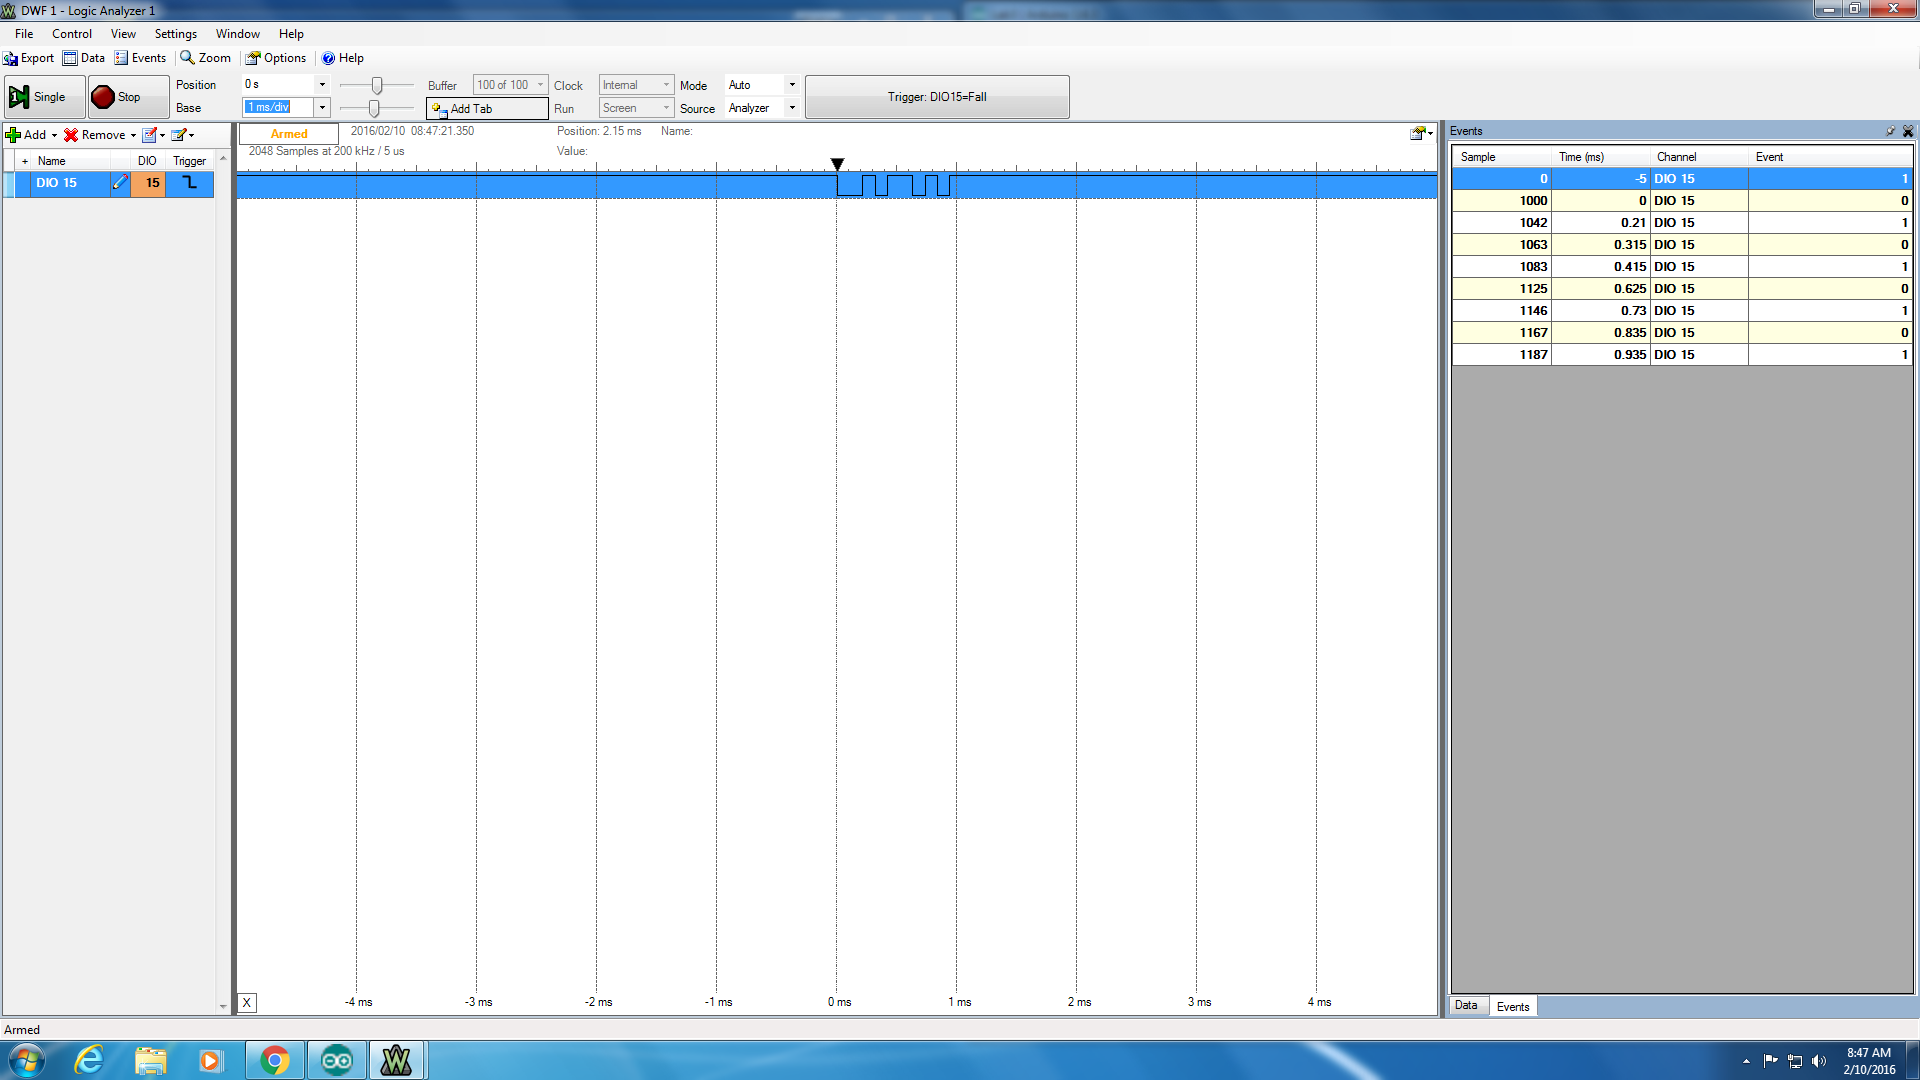 DWF 1 - Logic Analyzer 1
File Control View Settings Window Help
Export Data Events Zoom Options Help
Single Stop Position 0 s Buffer 100 of 100 Clock Internal Mode Auto Trigger: DIO15=Fall
Base 1 ms/div Add Tab Run Screen Source Analyzer
Add Remove
+ Name DIO Trigger
DIO 15 15
Armed 2016/02/10 08:47:21.350 Position: 2.15 ms Name:
2048 Samples at 200 kHz / 5 us Value:
X -4 ms -3 ms -2 ms -1 ms 0 ms 1 ms 2 ms 3 ms 4 ms
Events
Sample Time (ms) Channel Event
0 -5 DIO 15 1
1000 0 DIO 15 0
1042 0.21 DIO 15 1
1063 0.315 DIO 15 0
1083 0.415 DIO 15 1
1125 0.625 DIO 15 0
1146 0.73 DIO 15 1
1167 0.835 DIO 15 0
1187 0.935 DIO 15 1
Data Events
Armed
8:47 AM
2/10/2016